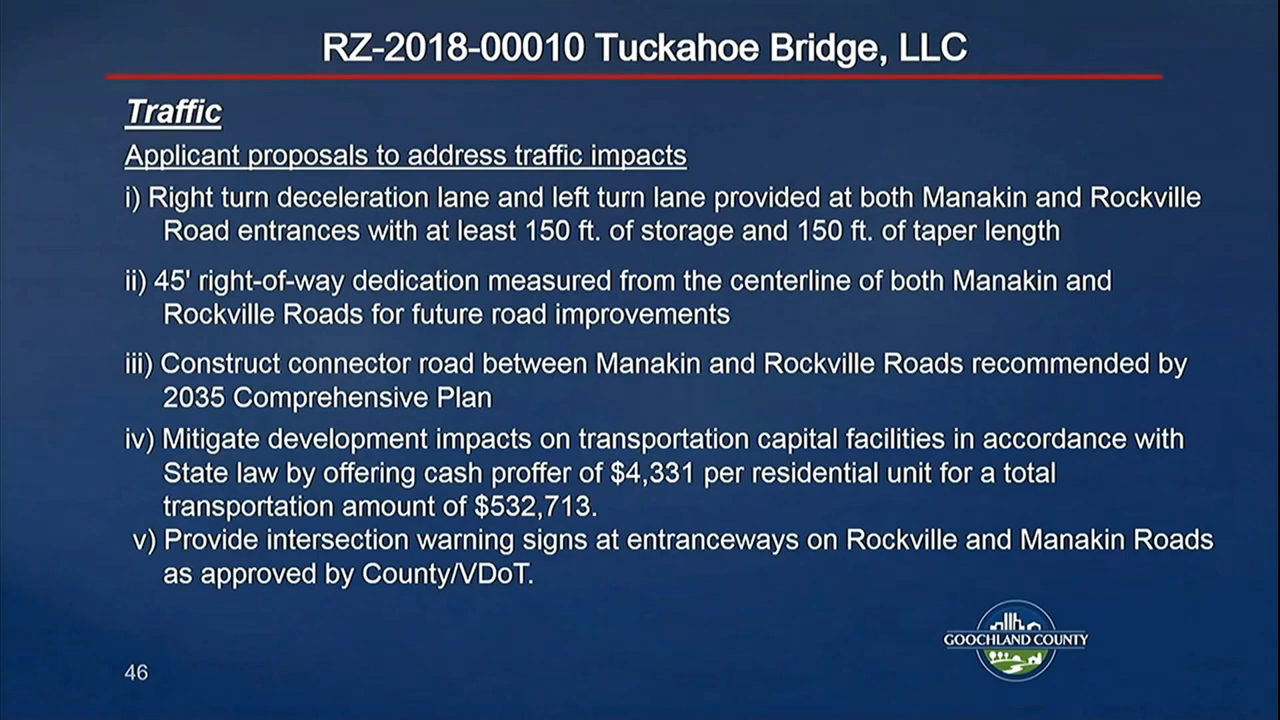 RZ-2018-00010 Tuckahoe Bridge, LLC
Traffic
Applicant proposals to address traffic impacts
i) Right turn deceleration lane and left turn lane provided at both Manakin and Rockville
Road entrances with at least 150 ft. of storage and 150 ft. of taper length
ii) 45' right-of-way dedication measured from the centerline of both Manakin and
Rockville Roads for future road improvements
iii) Construct connector road between Manakin and Rockville Roads recommended by
2035 Comprehensive Plan
iv) Mitigate development impacts on transportation capital facilities in accordance with
State law by offering cash proffer of $4,331 per residential unit for a total
transportation amount of $532,713.
v) Provide intersection warning signs at entranceways on Rockville and Manakin Roads
as approved by County/VDoT.
GOOCHLAND COUNTY
46